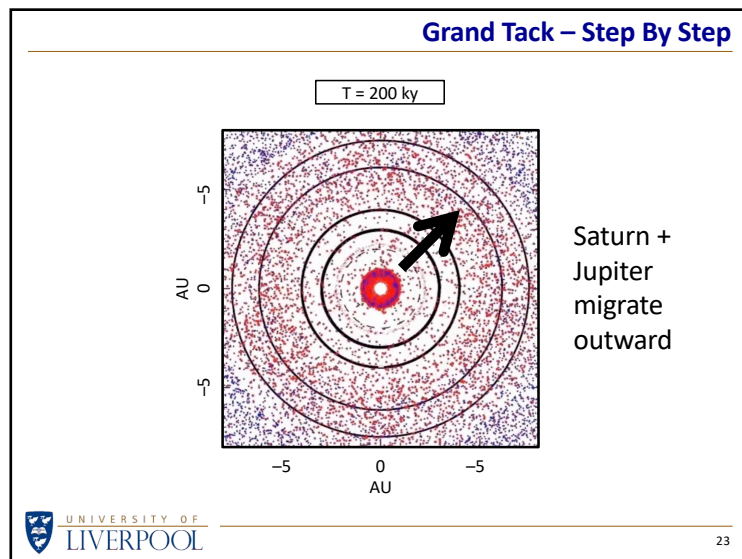 Grand Tack – Step By Step
T = 200 ky
–5
0
–5
AU
–5
0
–5
AU
Saturn +
Jupiter
migrate
outward
UNIVERSITY OF
LIVERPOOL
23